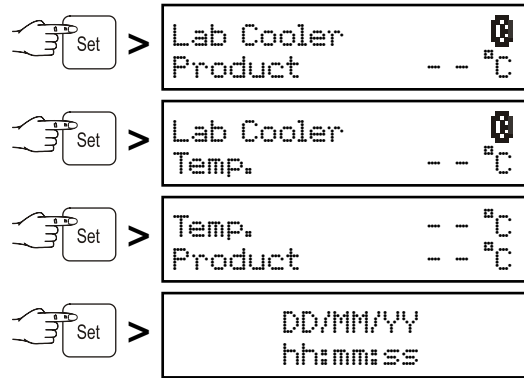 Set > Lab Cooler
Product - - °C
Set > Lab Cooler
Temp. - - °C
Set > Temp. - - °C
Product - - °C
Set > DD/MM/YY
hh:mm:ss